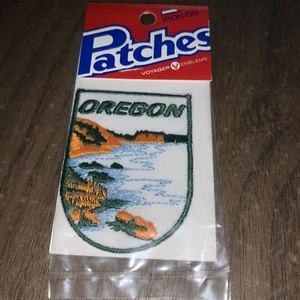 IRON-ON
Patches
VOYAGER V EMBLEMS
OREGON